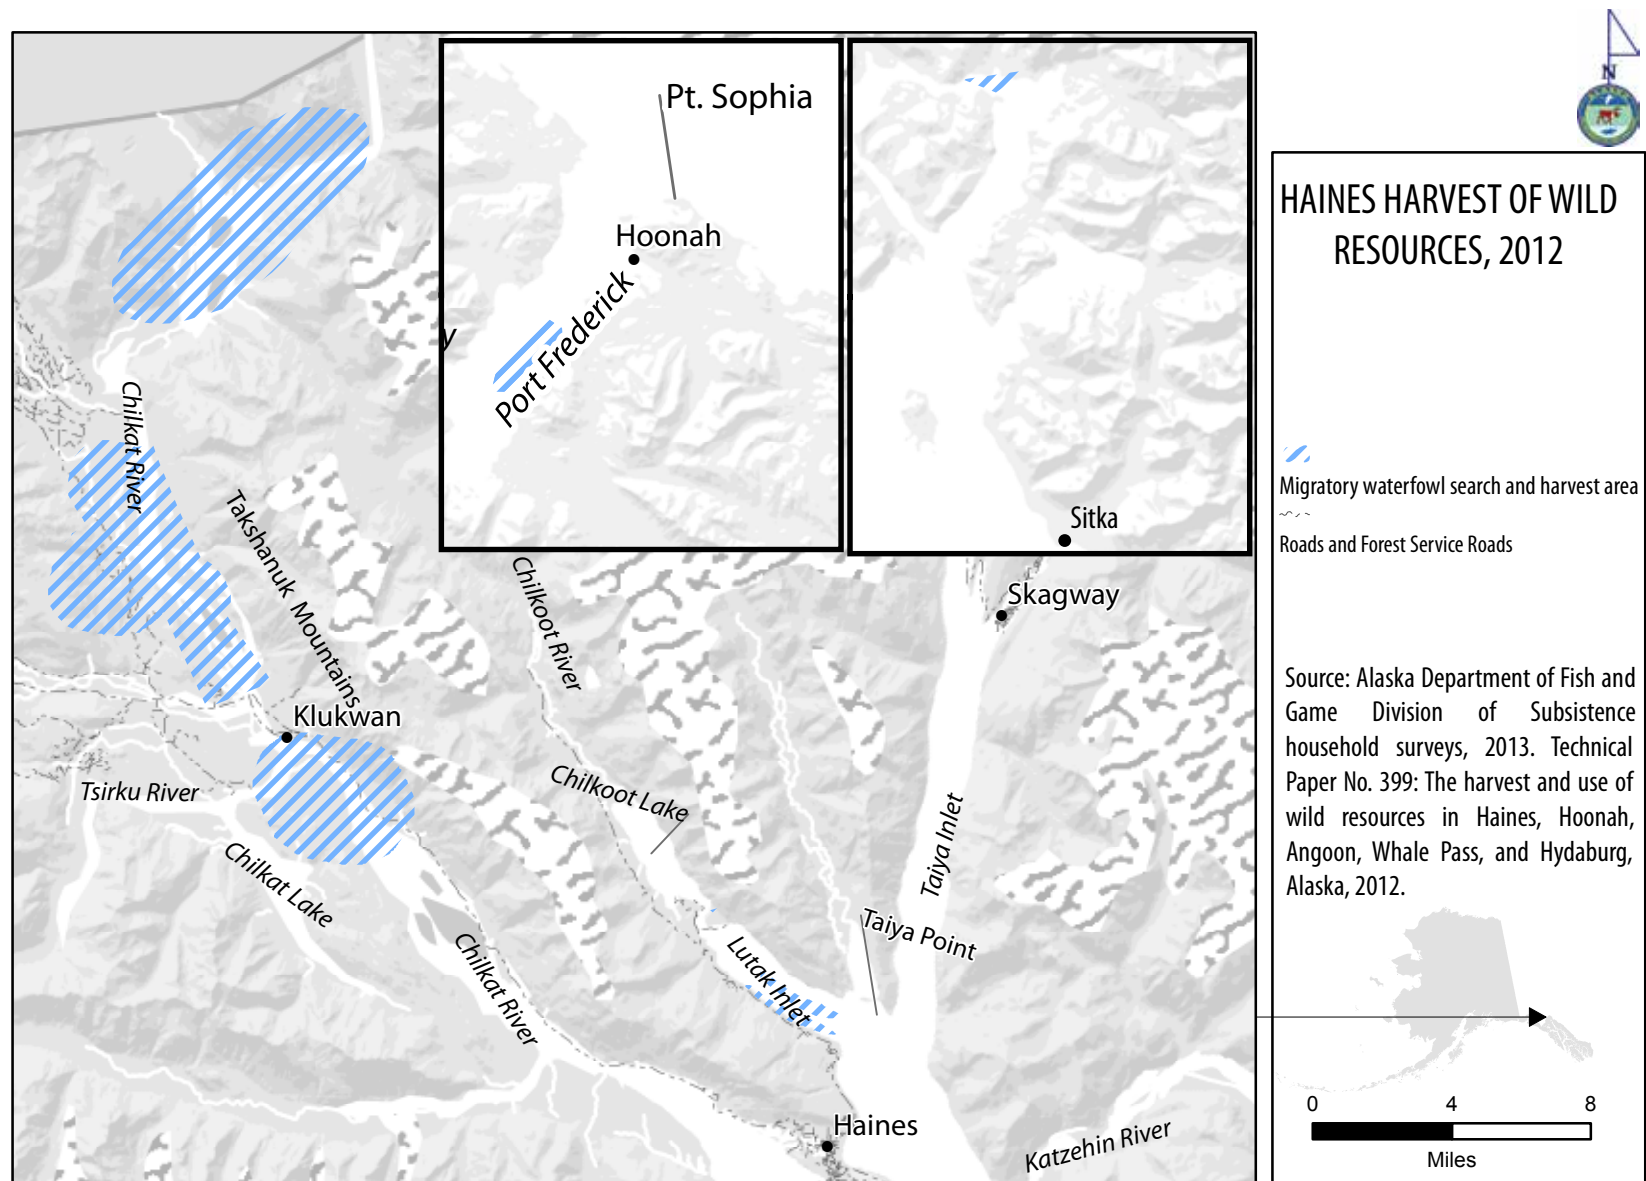 N
Pt. Sophia
Hoonah
Port Frederick
y
Sitka
Chilkat River
Takshanuk Mountains
Klukwan
Chilkoot River
Skagway
Tsirku River
Chilkoot Lake
Chilkat Lake
Taiya Inlet
Taiya Point
Lutak Inlet
Chilkat River
Haines
Katzehin River
HAINES HARVEST OF WILD
RESOURCES, 2012
Migratory waterfowl search and harvest area
Roads and Forest Service Roads
Source: Alaska Department of Fish and
Game Division of Subsistence
household surveys, 2013. Technical
Paper No. 399: The harvest and use of
wild resources in Haines, Hoonah,
Angoon, Whale Pass, and Hydaburg,
Alaska, 2012.
0 4 8
Miles